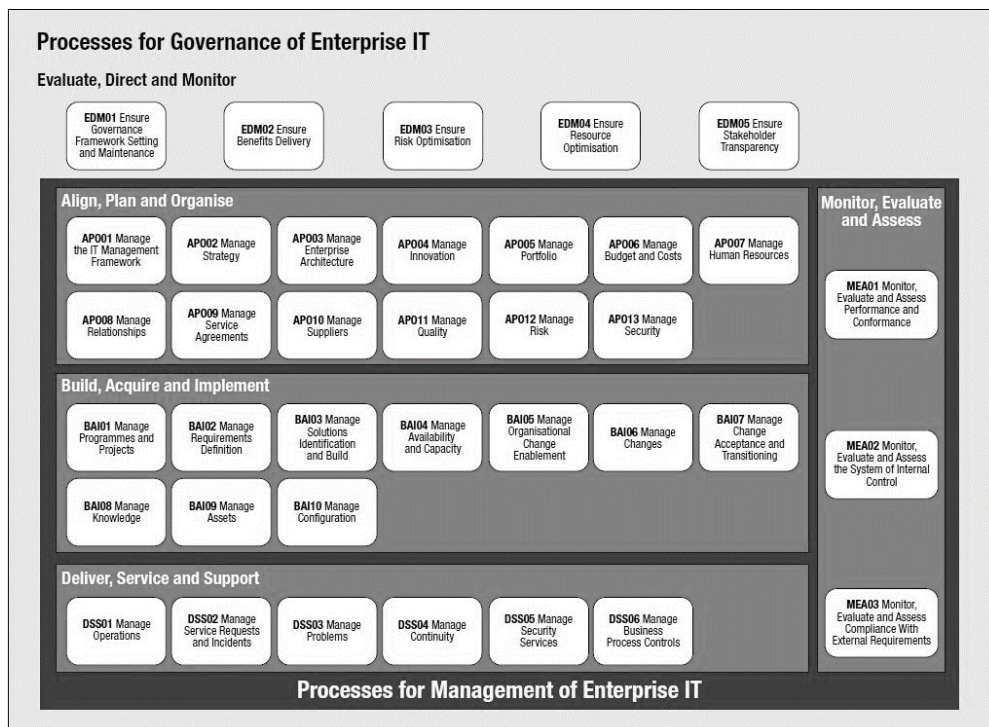 Processes for Governance of Enterprise IT
Evaluate, Direct and Monitor
EDM01 Ensure
Governance
Framework Setting
and Maintenance
EDM02 Ensure
Benefits Delivery
EDM03 Ensure
Risk Optimisation
EDM04 Ensure
Resource
Optimisation
EDM05 Ensure
Stakeholder
Transparency
Align, Plan and Organise
APO01 Manage
the IT Management
Framework
APO02 Manage
Strategy
APO03 Manage
Enterprise
Architecture
APO04 Manage
Innovation
APO05 Manage
Portfolio
APO06 Manage
Budget and Costs
APO07 Manage
Human Resources
APO08 Manage
Relationships
APO09 Manage
Service
Agreements
APO10 Manage
Suppliers
APO11 Manage
Quality
APO12 Manage
Risk
APO13 Manage
Security
Build, Acquire and Implement
BAI01 Manage
Programmes and
Projects
BAI02 Manage
Requirements
Definition
BAI03 Manage
Solutions
Identification
and Build
BAI04 Manage
Availability
and Capacity
BAI05 Manage
Organisational
Change
Enablement
BAI06 Manage
Changes
BAI07 Manage
Change
Acceptance and
Transitioning
BAI08 Manage
Knowledge
BAI09 Manage
Assets
BAI10 Manage
Configuration
Deliver, Service and Support
DSS01 Manage
Operations
DSS02 Manage
Service Requests
and Incidents
DSS03 Manage
Problems
DSS04 Manage
Continuity
DSS05 Manage
Security
Services
DSS06 Manage
Business
Process Controls
Monitor, Evaluate
and Assess
MEA01 Monitor,
Evaluate and Assess
Performance and
Conformance
MEA02 Monitor,
Evaluate and Assess
the System of Internal
Control
MEA03 Monitor,
Evaluate and Assess
Compliance With
External Requirements
Processes for Management of Enterprise IT